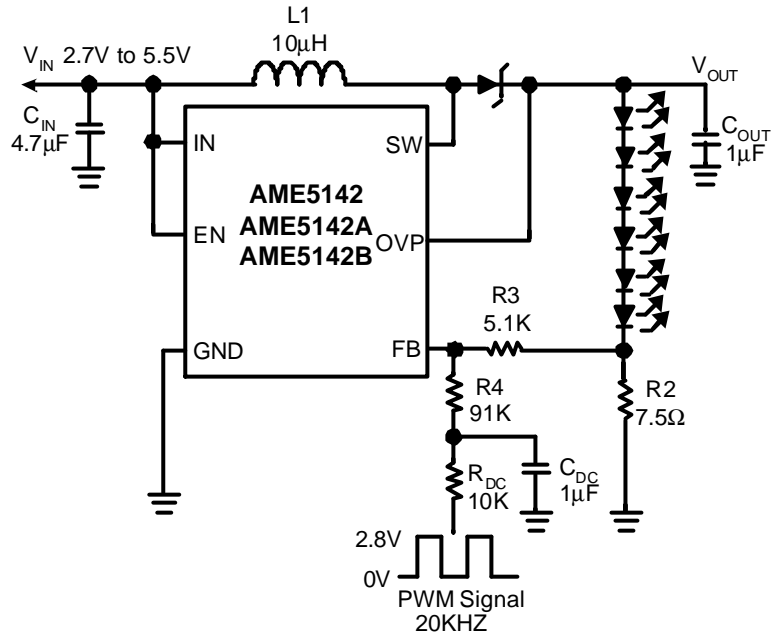 L1
10μH
VIN 2.7V to 5.5V
VOUT
CIN
4.7μF
IN
SW
COUT
1μF
AME5142
AME5142A
AME5142B
EN
OVP
R3
5.1K
GND
FB
R4
91K
R2
7.5Ω
RDC
10K
CDC
1μF
2.8V
0V
PWM Signal
20KHZ